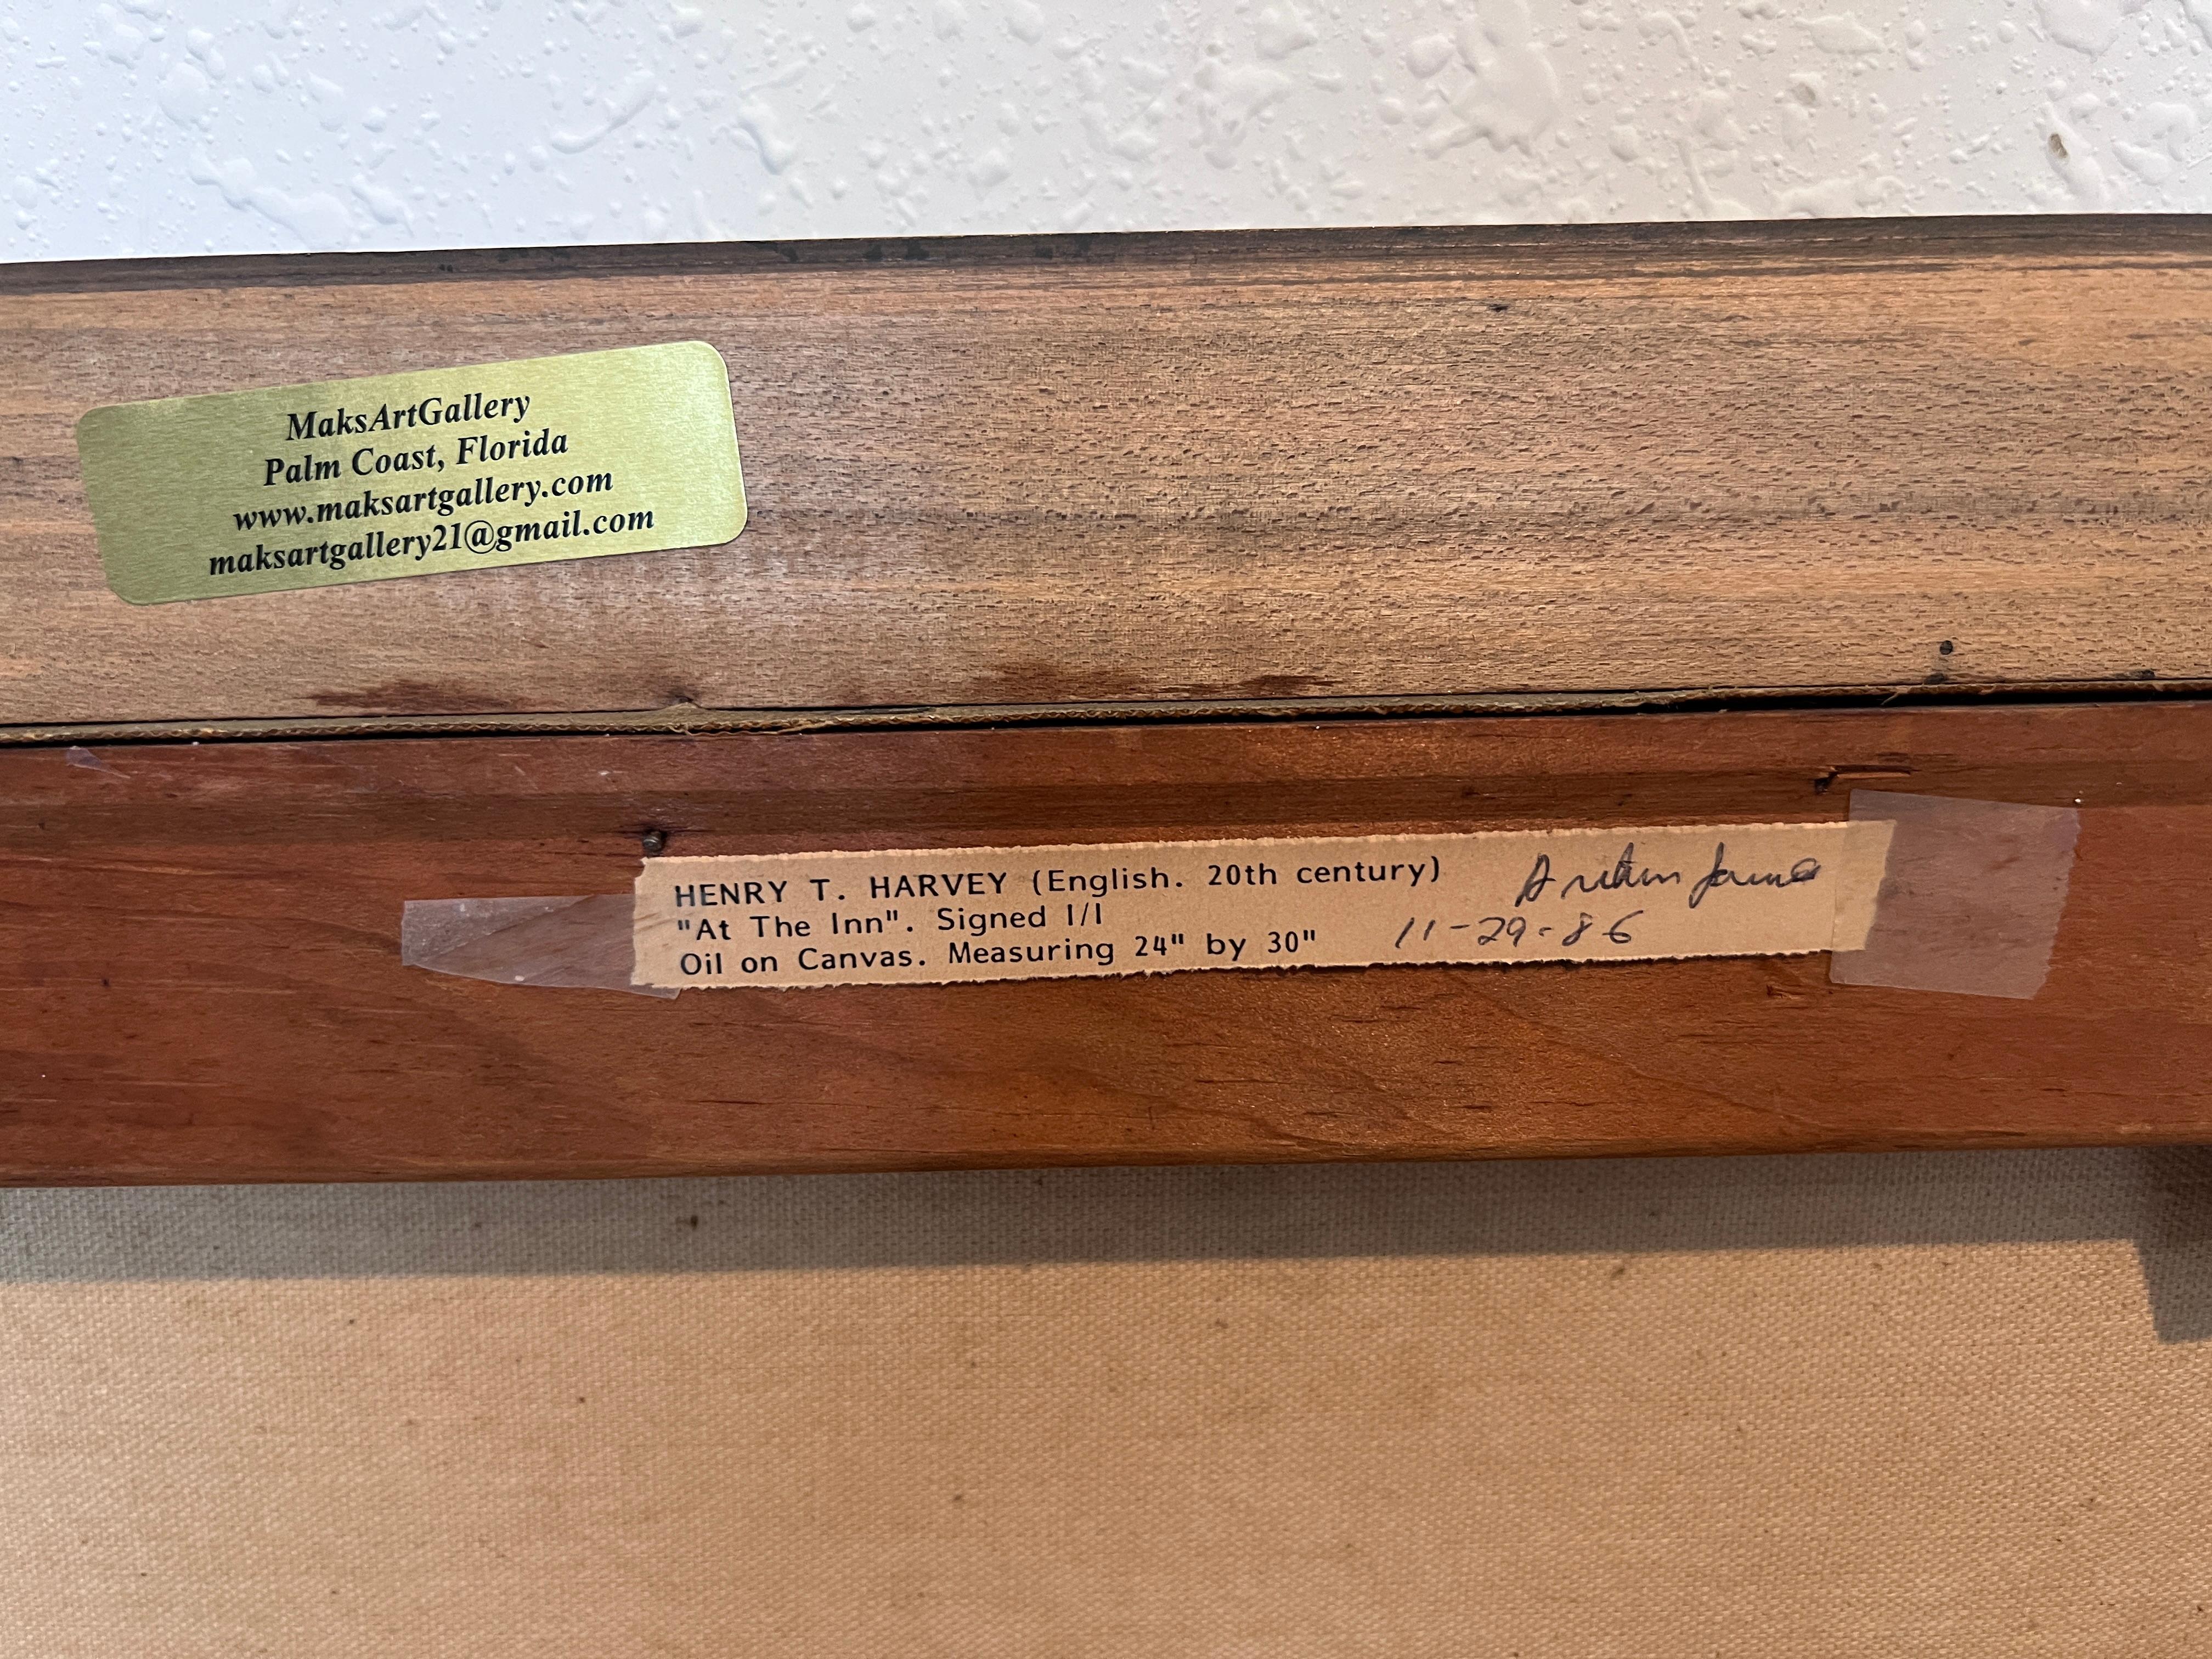 MaksArtGallery
Palm Coast, Florida
www.maksartgallery.com
maksartgallery21@gmail.com
HENRY T. HARVEY (English. 20th century)
"At The Inn". Signed l/l
Oil on Canvas. Measuring 24" by 30"
11-29-86